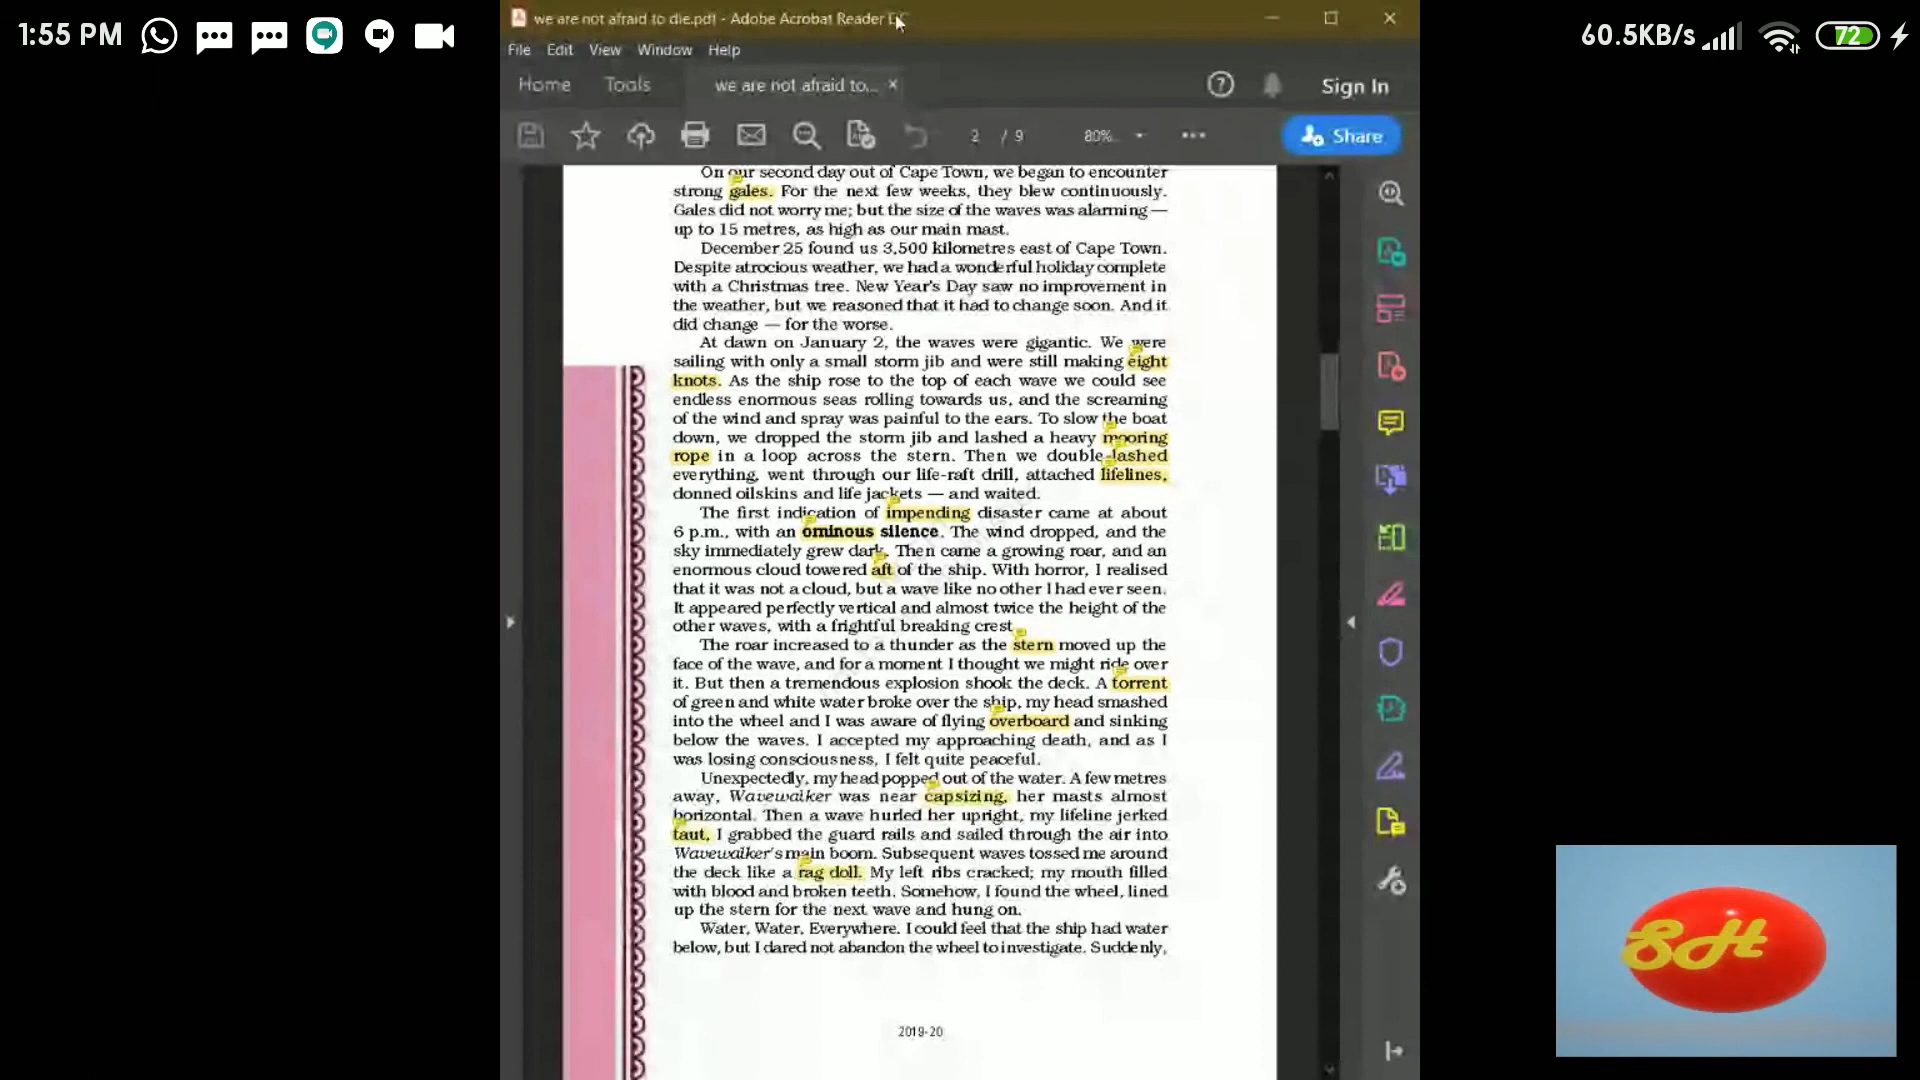 1:55 PM
60.5KB/s
72
we are not afraid to die.pdf - Adobe Acrobat Reader DC
File Edit View Window Help
Home Tools we are not afraid to... × Sign In
2 / 9 80% Share
On our second day out of Cape Town, we began to encounter
strong gales. For the next few weeks, they blew continuously.
Gales did not worry me; but the size of the waves was alarming —
up to 15 metres, as high as our main mast.
December 25 found us 3,500 kilometres east of Cape Town.
Despite atrocious weather, we had a wonderful holiday complete
with a Christmas tree. New Year's Day saw no improvement in
the weather, but we reasoned that it had to change soon. And it
did change — for the worse.
At dawn on January 2, the waves were gigantic. We were
sailing with only a small storm jib and were still making eight
knots. As the ship rose to the top of each wave we could see
endless enormous seas rolling towards us, and the screaming
of the wind and spray was painful to the ears. To slow the boat
down, we dropped the storm jib and lashed a heavy mooring
rope in a loop across the stern. Then we double-lashed
everything, went through our life-raft drill, attached lifelines,
donned oilskins and life jackets — and waited.
The first indication of impending disaster came at about
6 p.m., with an ominous silence. The wind dropped, and the
sky immediately grew dark. Then came a growing roar, and an
enormous cloud towered aft of the ship. With horror, I realised
that it was not a cloud, but a wave like no other I had ever seen.
It appeared perfectly vertical and almost twice the height of the
other waves, with a frightful breaking crest.
The roar increased to a thunder as the stern moved up the
face of the wave, and for a moment I thought we might ride over
it. But then a tremendous explosion shook the deck. A torrent
of green and white water broke over the ship, my head smashed
into the wheel and I was aware of flying overboard and sinking
below the waves. I accepted my approaching death, and as I
was losing consciousness, I felt quite peaceful.
Unexpectedly, my head popped out of the water. A few metres
away, Wavewalker was near capsizing, her masts almost
horizontal. Then a wave hurled her upright, my lifeline jerked
taut, I grabbed the guard rails and sailed through the air into
Wavewalker's main boom. Subsequent waves tossed me around
the deck like a rag doll. My left ribs cracked; my mouth filled
with blood and broken teeth. Somehow, I found the wheel, lined
up the stern for the next wave and hung on.
Water, Water, Everywhere. I could feel that the ship had water
below, but I dared not abandon the wheel to investigate. Suddenly,
2019-20
SH